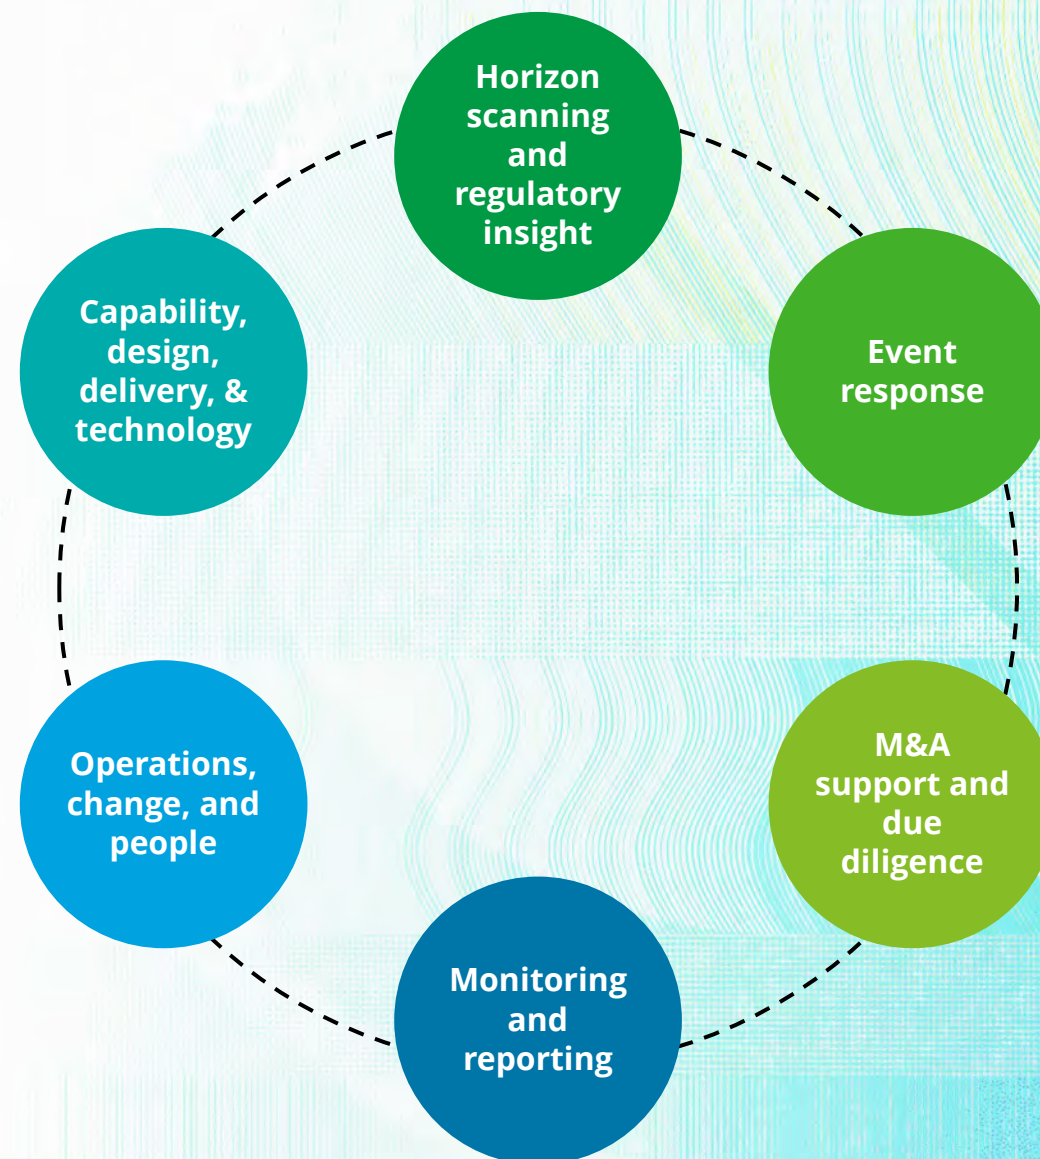 Horizon
scanning
and
regulatory
insight
Event
response
M&A
support and
due
diligence
Monitoring
and
reporting
Operations,
change, and
people
Capability,
design,
delivery, &
technology